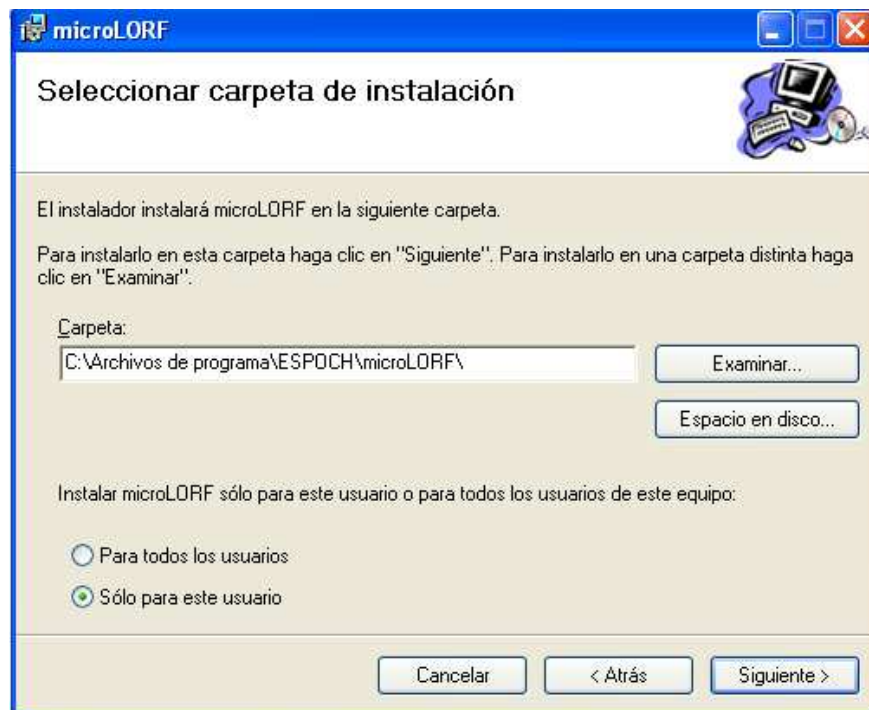 microLORF
Seleccionar carpeta de instalación
El instalador instalará microLORF en la siguiente carpeta.
Para instalarlo en esta carpeta haga clic en "Siguiente". Para instalarlo en una carpeta distinta haga
clic en "Examinar".
Carpeta:
C:\Archivos de programa\ESPOCH\microLORF\
Examinar...
Espacio en disco...
Instalar microLORF sólo para este usuario o para todos los usuarios de este equipo:
Para todos los usuarios
Sólo para este usuario
Cancelar
< Atrás
Siguiente >